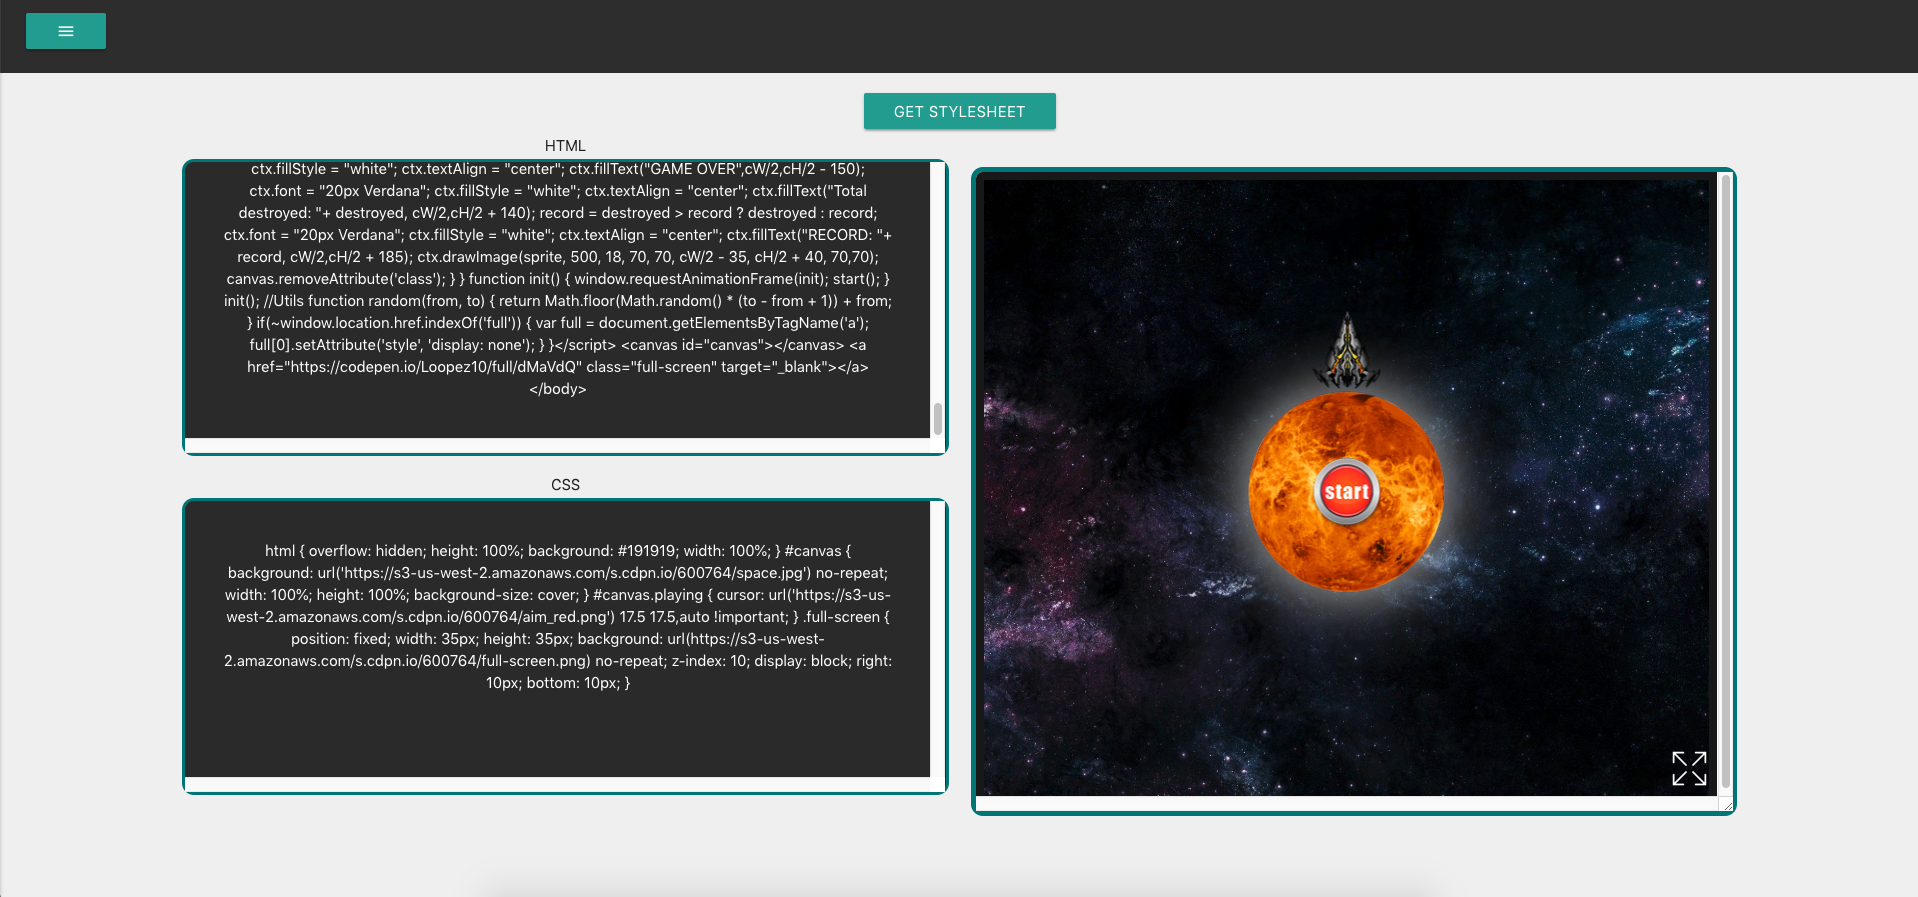 GET STYLESHEET
HTML
ctx.fillStyle = "white"; ctx.textAlign = "center"; ctx.fillText("GAME OVER",cW/2,cH/2 - 150);
ctx.font = "20px Verdana"; ctx.fillStyle = "white"; ctx.textAlign = "center"; ctx.fillText("Total
destroyed: "+ destroyed, cW/2,cH/2 + 140); record = destroyed > record ? destroyed : record;
ctx.font = "20px Verdana"; ctx.fillStyle = "white"; ctx.textAlign = "center"; ctx.fillText("RECORD: "+
record, cW/2,cH/2 + 185); ctx.drawImage(sprite, 500, 18, 70, 70, cW/2 - 35, cH/2 + 40, 70,70);
canvas.removeAttribute('class'); } } function init() { window.requestAnimationFrame(init); start(); }
init(); //Utils function random(from, to) { return Math.floor(Math.random() * (to - from + 1)) + from;
} if(~window.location.href.indexOf('full')) { var full = document.getElementsByTagName('a');
full[0].setAttribute('style', 'display: none'); } }</script> <canvas id="canvas"></canvas> <a
href="https://codepen.io/Loopez10/full/dMaVdQ" class="full-screen" target="_blank"></a>
</body>
CSS
html { overflow: hidden; height: 100%; background: #191919; width: 100%; } #canvas {
background: url('https://s3-us-west-2.amazonaws.com/s.cdpn.io/600764/space.jpg') no-repeat;
width: 100%; height: 100%; background-size: cover; } #canvas.playing { cursor: url('https://s3-us-
west-2.amazonaws.com/s.cdpn.io/600764/aim_red.png') 17.5 17.5,auto !important; } .full-screen {
position: fixed; width: 35px; height: 35px; background: url(https://s3-us-west-
2.amazonaws.com/s.cdpn.io/600764/full-screen.png) no-repeat; z-index: 10; display: block; right:
10px; bottom: 10px; }
start